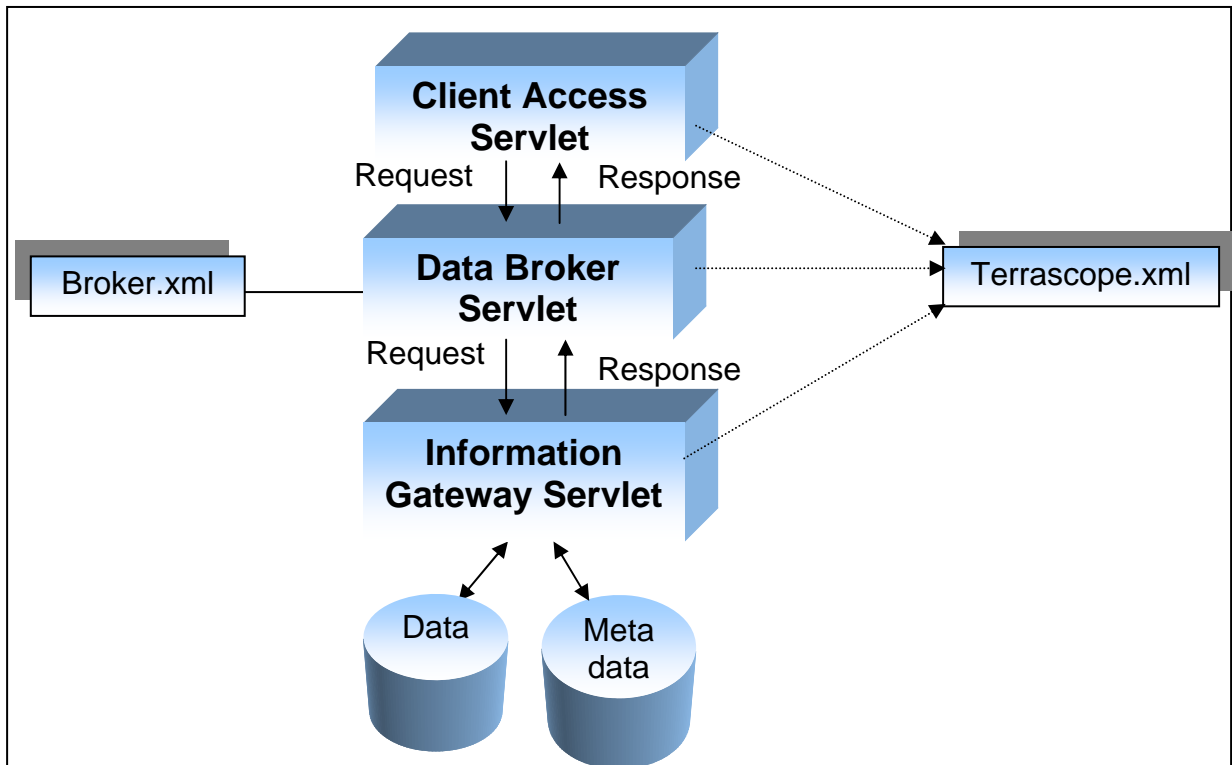 Client Access
Servlet
Request
Response
Broker.xml
Data Broker
Servlet
Terrascope.xml
Request
Response
Information
Gateway Servlet
Data
Meta
data